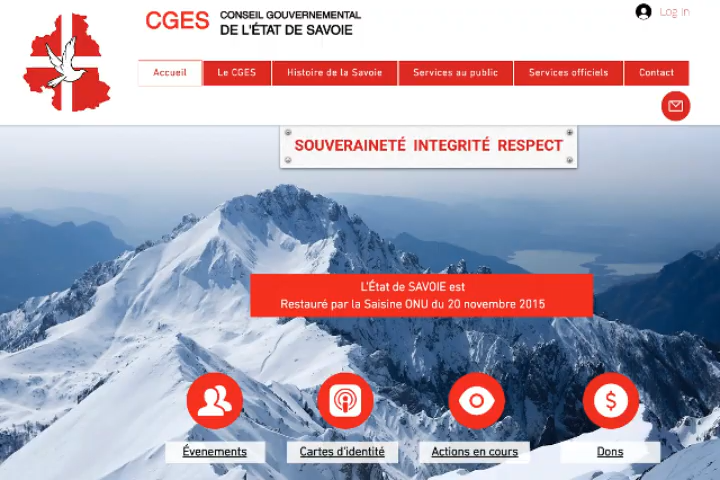 CGES
CONSEIL GOUVERNEMENTAL
DE L'ÉTAT DE SAVOIE
Log In
Accueil
Le CGES
Histoire de la Savoie
Services au public
Services officiels
Contact
SOUVERAINETÉ INTEGRITÉ RESPECT
L'État de SAVOIE est
Restauré par la Saisine ONU du 20 novembre 2015
$
Évenements
Cartes d'identité
Actions en cours
Dons